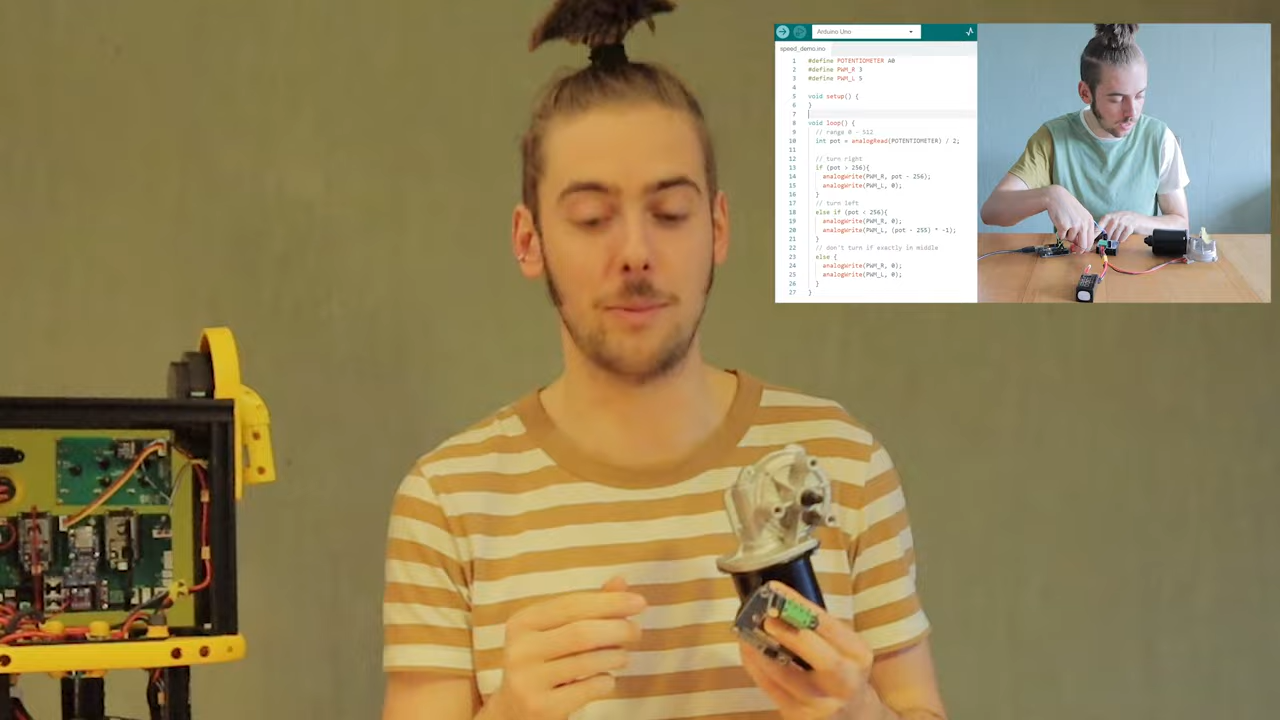 Arduino Uno
speed_demo.ino
1 #define POTENTIOMETER A0
2 #define PWM_R 3
3 #define PWM_L 5
4
5 void setup() {
6 }
7
8 void loop() {
9 // range 0 - 512
10 int pot = analogRead(POTENTIOMETER) / 2;
11
12 // turn right
13 if (pot > 256){
14 analogWrite(PWM_R, pot - 256);
15 analogWrite(PWM_L, 0);
16 }
17 // turn left
18 else if (pot < 256){
19 analogWrite(PWM_R, 0);
20 analogWrite(PWM_L, (pot - 255) * -1);
21 }
22 // don't turn if exactly in middle
23 else {
24 analogWrite(PWM_R, 0);
25 analogWrite(PWM_L, 0);
26 }
27 }